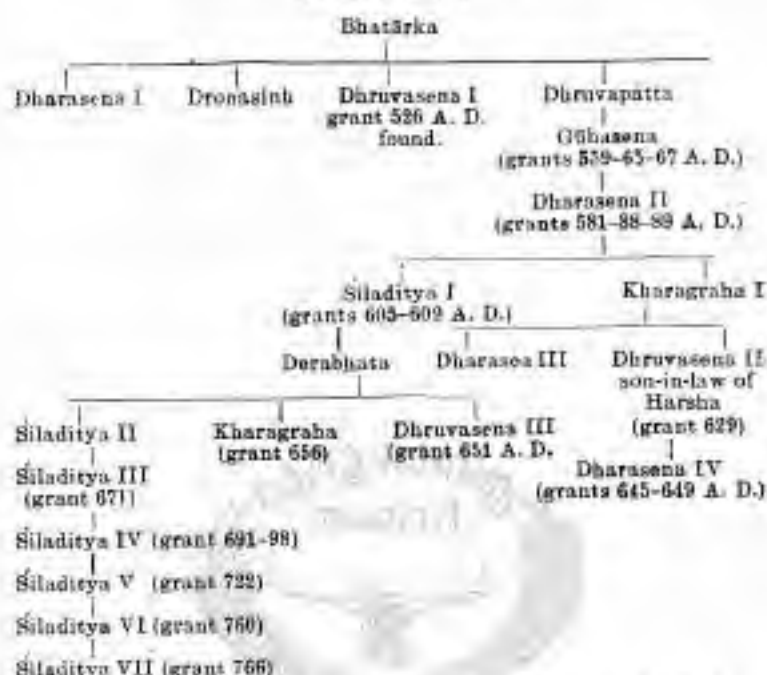 Bhatārka
Dharasena I Dronasinh Dhruvasena I Dhruvapatta
grant 526 A. D.
found. Gūhasena
(grants 559-65-67 A. D.)
Dharasena II
(grants 581-88-89 A. D.)
Śiladitya I Kharagraha I
(grants 605-609 A. D.)
Derabhata Dharasea III Dhruvasena II
son-in-law of
Harsha
Śiladitya II Kharagraha Dhruvasena III (grant 629)
(grant 656) (grant 651 A. D.
Śiladitya III Dharasena IV
(grant 671) (grants 645-649 A. D.)
Śiladitya IV (grant 691-98)
Śiladitya V (grant 722)
Śiladitya VI (grant 760)
Śiladitya VII (grant 766)